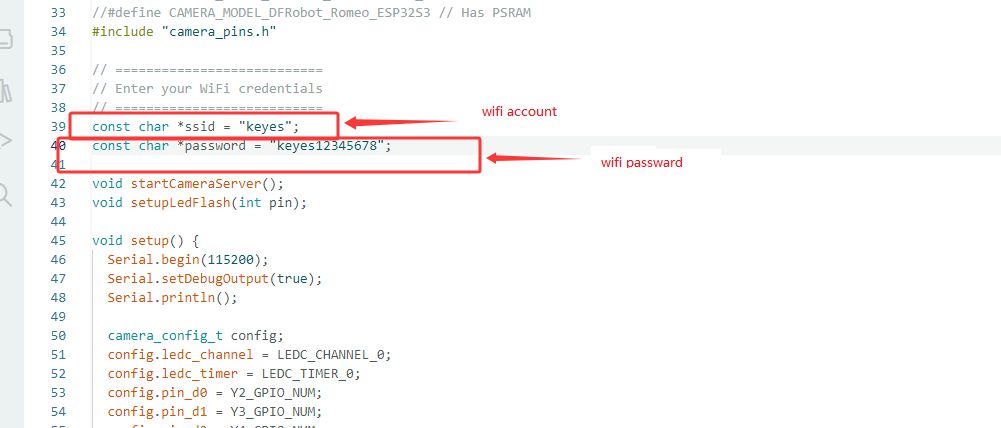 33 //#define CAMERA_MODEL_DFRobot_Romeo_ESP32S3 // Has PSRAM
34 #include "camera_pins.h"
35
36 // ===========================
37 // Enter your WiFi credentials
38 // ===========================
wifi account
39 const char *ssid = "keyes";
40 const char *password = "keyes12345678";
wifi passward
41
42 void startCameraServer();
43 void setupLedFlash(int pin);
44
45 void setup() {
46 Serial.begin(115200);
47 Serial.setDebugOutput(true);
48 Serial.println();
49
50 camera_config_t config;
51 config.ledc_channel = LEDC_CHANNEL_0;
52 config.ledc_timer = LEDC_TIMER_0;
53 config.pin_d0 = Y2_GPIO_NUM;
54 config.pin_d1 = Y3_GPIO_NUM;